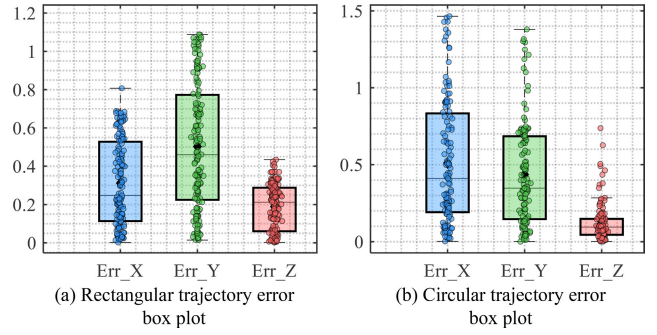 1.2
1
0.8
0.6
0.4
0.2
0
Err_X Err_Y Err_Z
(a) Rectangular trajectory error
box plot
1.5
1
0.5
0
Err_X Err_Y Err_Z
(b) Circular trajectory error
box plot